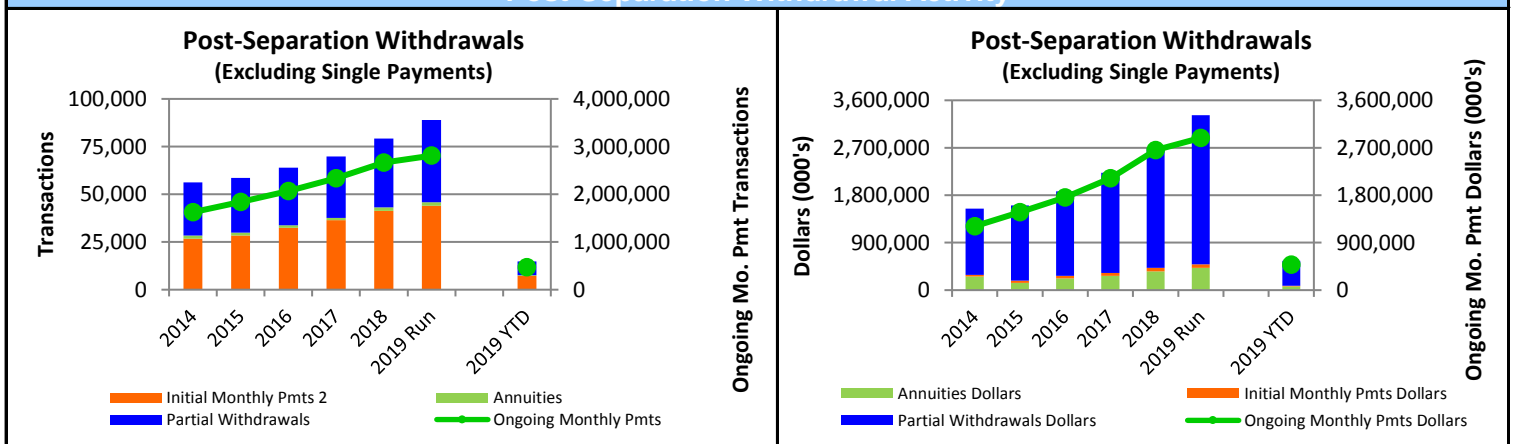 Post-Separation Withdrawal Activity
Post-Separation Withdrawals
(Excluding Single Payments)
Transactions
100,000
75,000
50,000
25,000
0
4,000,000
3,000,000
2,000,000
1,000,000
0
Ongoing Mo. Pmt Transactions
2014
2015
2016
2017
2018
2019 Run
2019 YTD
Initial Monthly Pmts 2
Annuities
Partial Withdrawals
Ongoing Monthly Pmts
Post-Separation Withdrawals
(Excluding Single Payments)
Dollars (000's)
3,600,000
2,700,000
1,800,000
900,000
0
3,600,000
2,700,000
1,800,000
900,000
0
Ongoing Mo. Pmt Dollars (000's)
2014
2015
2016
2017
2018
2019 Run
2019 YTD
Annuities Dollars
Initial Monthly Pmts Dollars
Partial Withdrawals Dollars
Ongoing Monthly Pmts Dollars